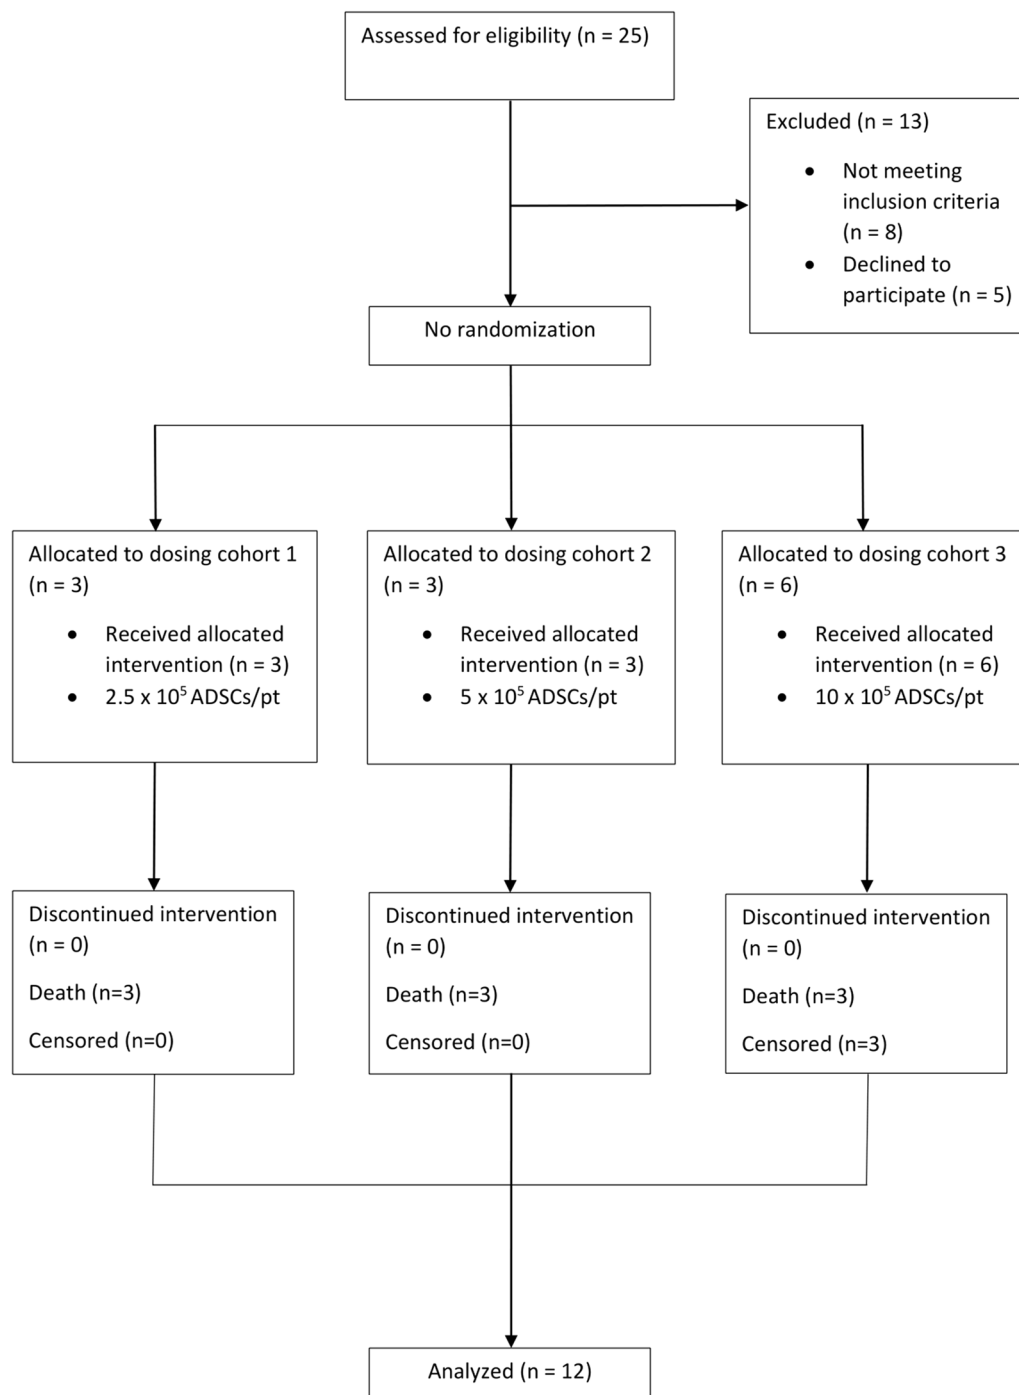 Assessed for eligibility (n = 25)
Excluded (n = 13)
• Not meeting
inclusion criteria
(n = 8)
• Declined to
participate (n = 5)
No randomization
Allocated to dosing cohort 1
(n = 3)
• Received allocated
intervention (n = 3)
• 2.5 x 10⁵ ADSCs/pt
Allocated to dosing cohort 2
(n = 3)
• Received allocated
intervention (n = 3)
• 5 x 10⁵ ADSCs/pt
Allocated to dosing cohort 3
(n = 6)
• Received allocated
intervention (n = 6)
• 10 x 10⁵ ADSCs/pt
Discontinued intervention
(n = 0)
Death (n=3)
Censored (n=0)
Discontinued intervention
(n = 0)
Death (n=3)
Censored (n=0)
Discontinued intervention
(n = 0)
Death (n=3)
Censored (n=3)
Analyzed (n = 12)